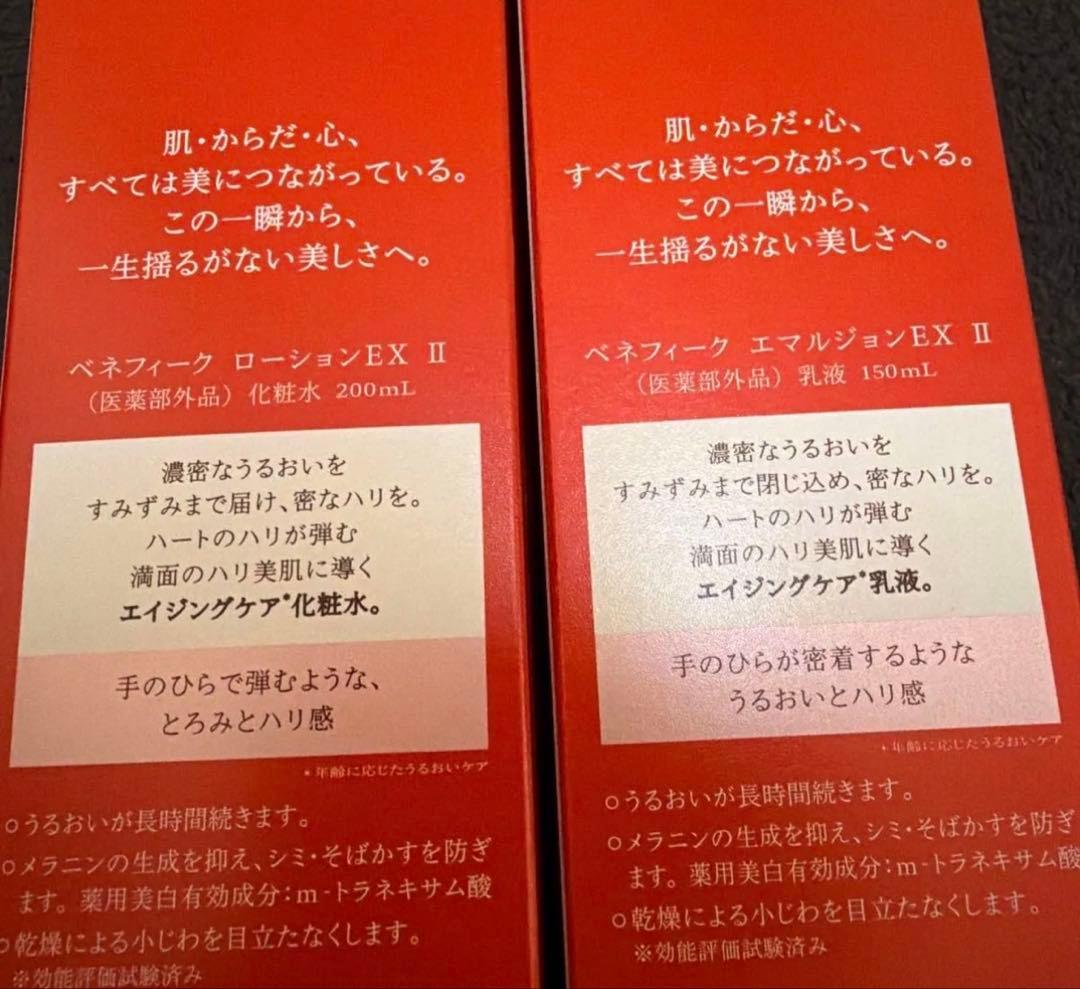 肌・からだ・心、
すべては美につながっている。
この一瞬から、
一生揺るがない美しさへ。
ベネフィーク ローションEX Ⅱ
（医薬部外品）化粧水 200mL
濃密なうるおいを
すみずみまで届け、密なハリを。
ハートのハリが弾む
満面のハリ美肌に導く
エイジングケア*化粧水。
手のひらで弾むような、
とろみとハリ感
*年齢に応じたうるおいケア
○うるおいが長時間続きます。
○メラニンの生成を抑え、シミ・そばかすを防ぎ
ます。薬用美白有効成分：m-トラネキサム酸
○乾燥による小じわを目立たなくします。
※効能評価試験済み
肌・からだ・心、
すべては美につながっている。
この一瞬から、
一生揺るがない美しさへ。
ベネフィーク エマルジョンEX Ⅱ
（医薬部外品）乳液 150mL
濃密なうるおいを
すみずみまで閉じ込め、密なハリを。
ハートのハリが弾む
満面のハリ美肌に導く
エイジングケア*乳液。
手のひらが密着するような
うるおいとハリ感
*年齢に応じたうるおいケア
○うるおいが長時間続きます。
○メラニンの生成を抑え、シミ・そばかすを防ぎ
ます。薬用美白有効成分：m-トラネキサム酸
○乾燥による小じわを目立たなくします。
※効能評価試験済み